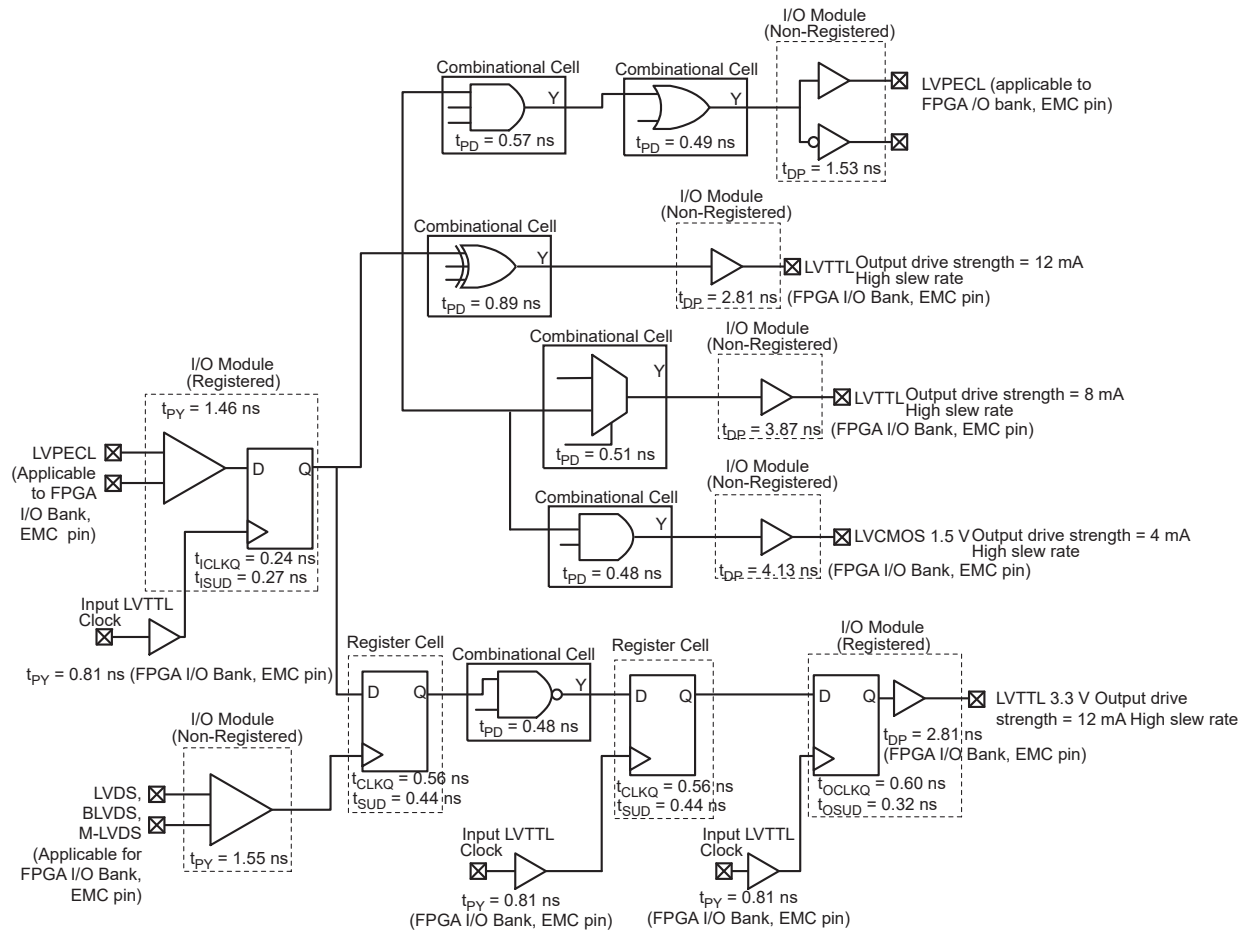 I/O Module
(Non-Registered)
Combinational Cell
Y
tPD = 0.57 ns
Combinational Cell
Y
tPD = 0.49 ns
tDP = 1.53 ns
LVPECL (applicable to
FPGA I/O bank, EMC pin)
I/O Module
(Non-Registered)
Combinational Cell
Y
tPD = 0.89 ns
tDP = 2.81 ns
LVTTL Output drive strength = 12 mA
High slew rate
(FPGA I/O Bank, EMC pin)
I/O Module
(Non-Registered)
Combinational Cell
Y
tPD = 0.51 ns
tDP = 3.87 ns
LVTTL Output drive strength = 8 mA
High slew rate
(FPGA I/O Bank, EMC pin)
I/O Module
(Registered)
tPY = 1.46 ns
LVPECL
(Applicable
to FPGA
I/O Bank,
EMC pin)
D
Q
tICLKQ = 0.24 ns
tISUD = 0.27 ns
Input LVTTL
Clock
tPY = 0.81 ns (FPGA I/O Bank, EMC pin)
I/O Module
(Non-Registered)
Combinational Cell
Y
tPD = 0.48 ns
tDP = 4.13 ns
LVCMOS 1.5 V Output drive strength = 4 mA
High slew rate
(FPGA I/O Bank, EMC pin)
Register Cell
D
Q
tCLKQ = 0.56 ns
tSUD = 0.44 ns
Combinational Cell
Y
tPD = 0.48 ns
Register Cell
D
Q
tCLKQ = 0.56 ns
tSUD = 0.44 ns
I/O Module
(Registered)
D
Q
tDP = 2.81 ns
(FPGA I/O Bank, EMC pin)
tOCLKQ = 0.60 ns
tOSUD = 0.32 ns
LVTTL 3.3 V Output drive
strength = 12 mA High slew rate
I/O Module
(Non-Registered)
LVDS,
BLVDS,
M-LVDS
(Applicable for
FPGA I/O Bank,
EMC pin)
tPY = 1.55 ns
Input LVTTL
Clock
tPY = 0.81 ns
(FPGA I/O Bank, EMC pin)
Input LVTTL
Clock
tPY = 0.81 ns
(FPGA I/O Bank, EMC pin)